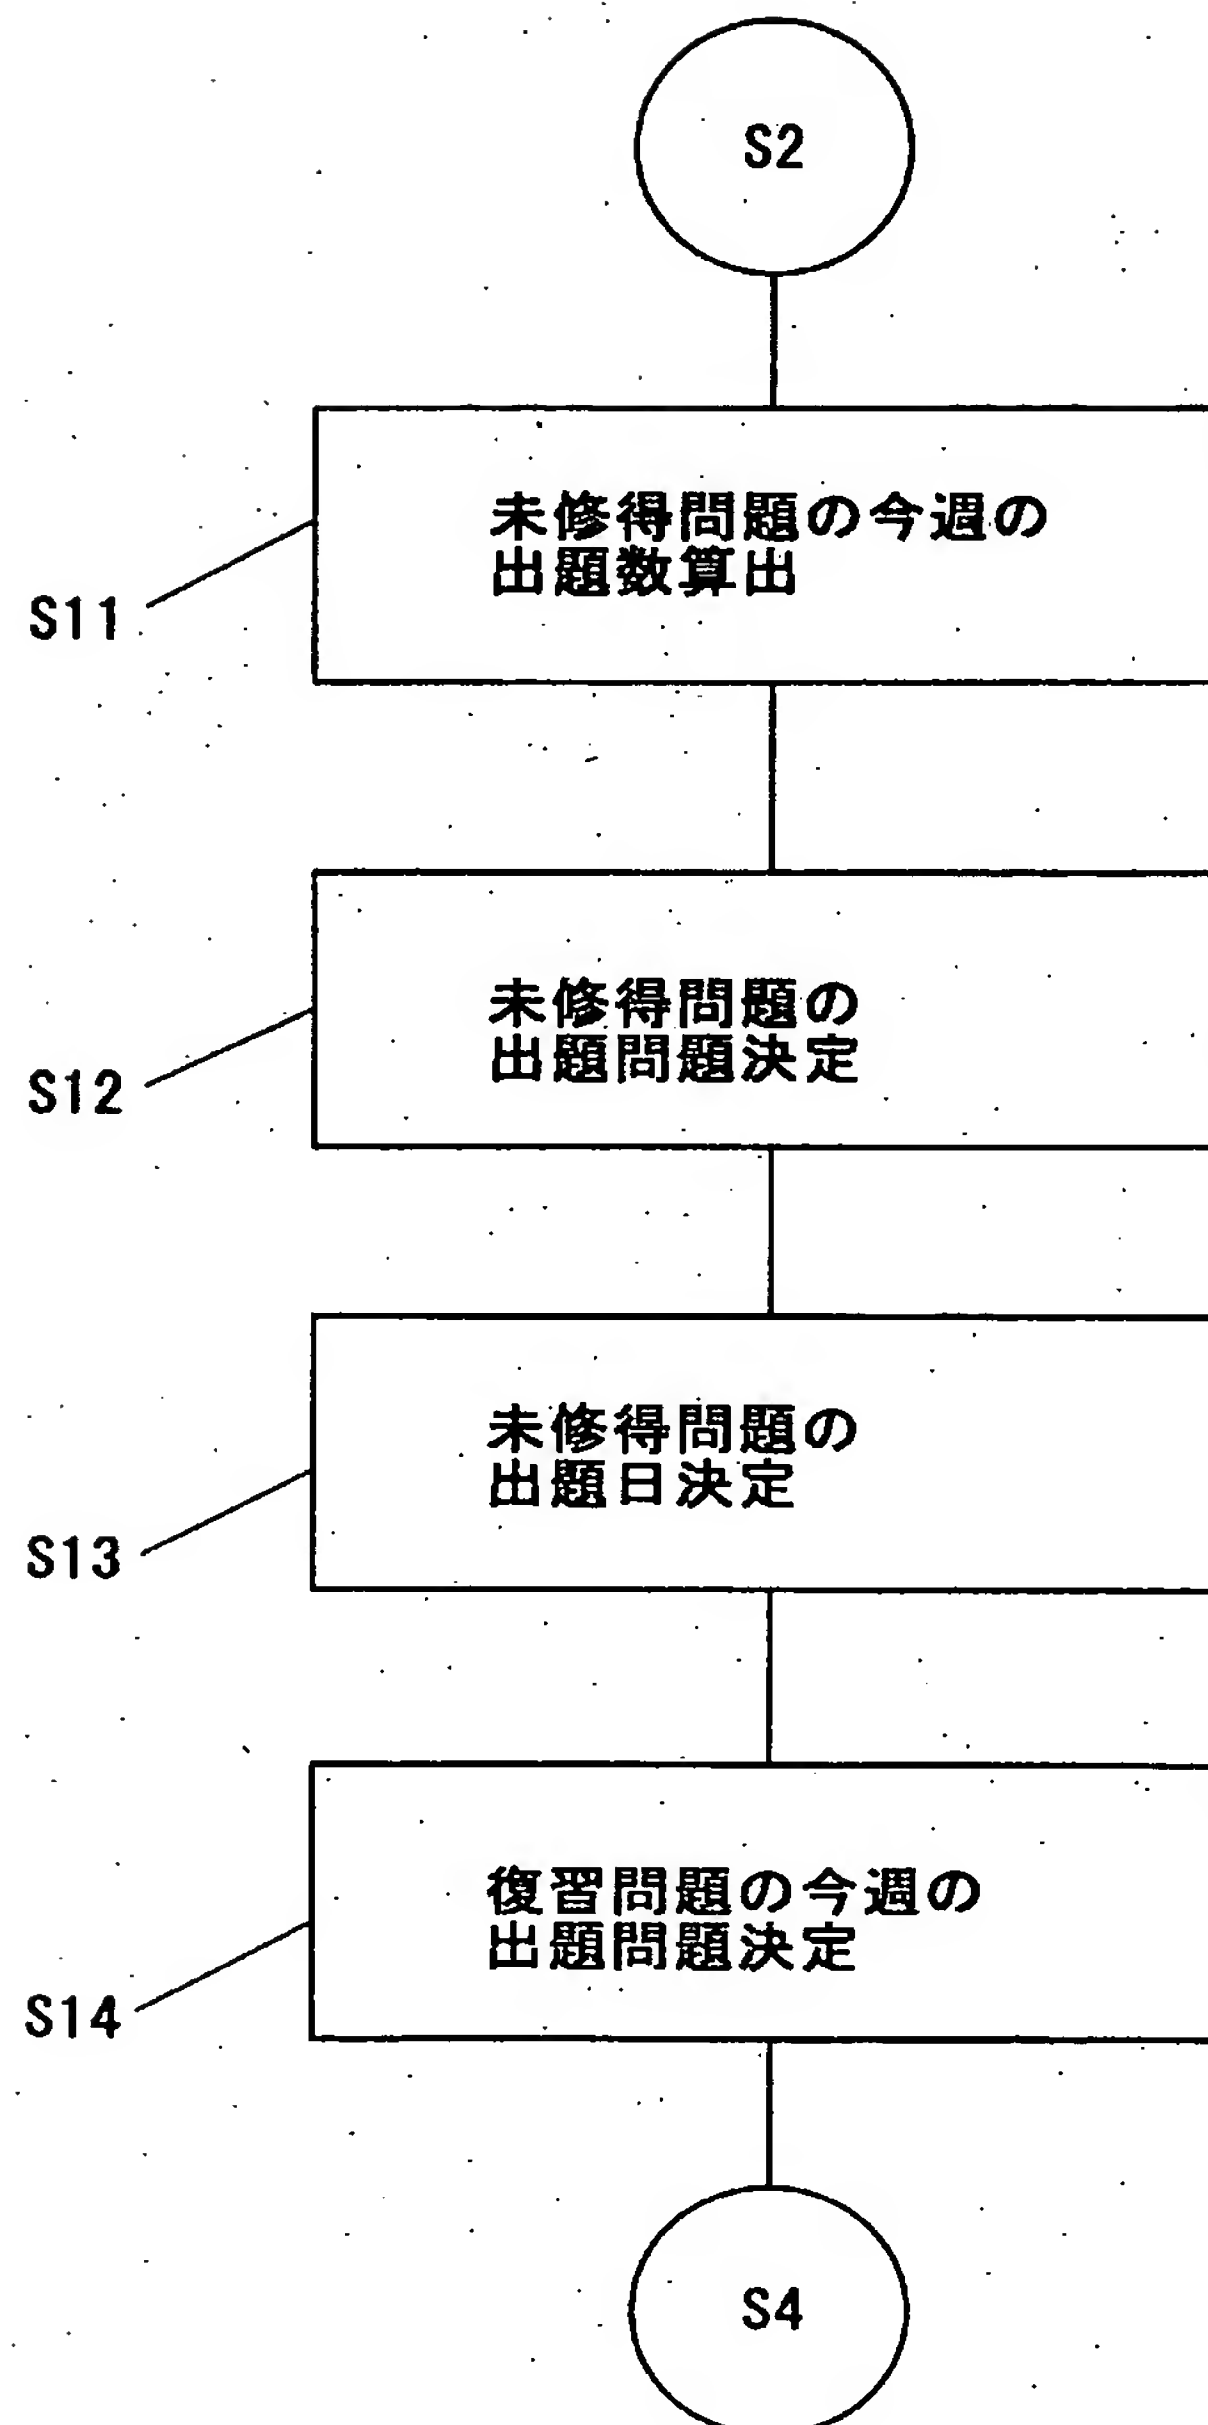 S2
未修得問題の今週の
出題数算出
S11
未修得問題の
出題問題決定
S12
未修得問題の
出題日決定
S13
復習問題の今週の
出題問題決定
S14
S4